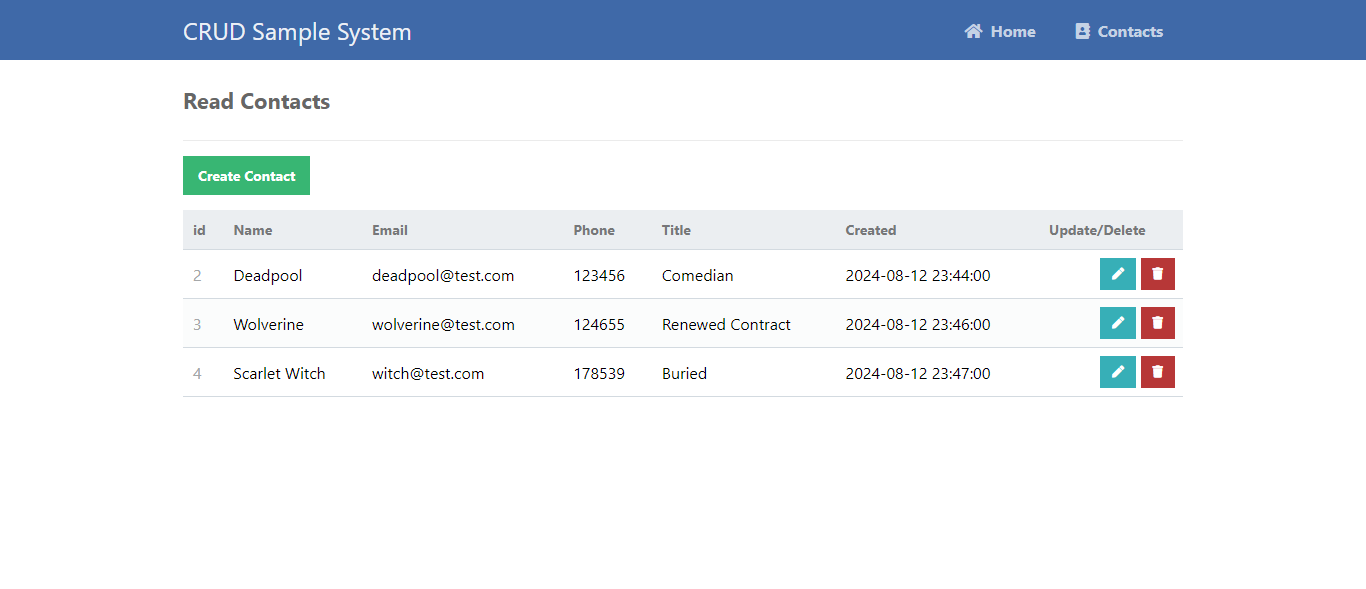 CRUD Sample System Home Contacts
Read Contacts
Create Contact
id Name Email Phone Title Created Update/Delete
2 Deadpool deadpool@test.com 123456 Comedian 2024-08-12 23:44:00
3 Wolverine wolverine@test.com 124655 Renewed Contract 2024-08-12 23:46:00
4 Scarlet Witch witch@test.com 178539 Buried 2024-08-12 23:47:00